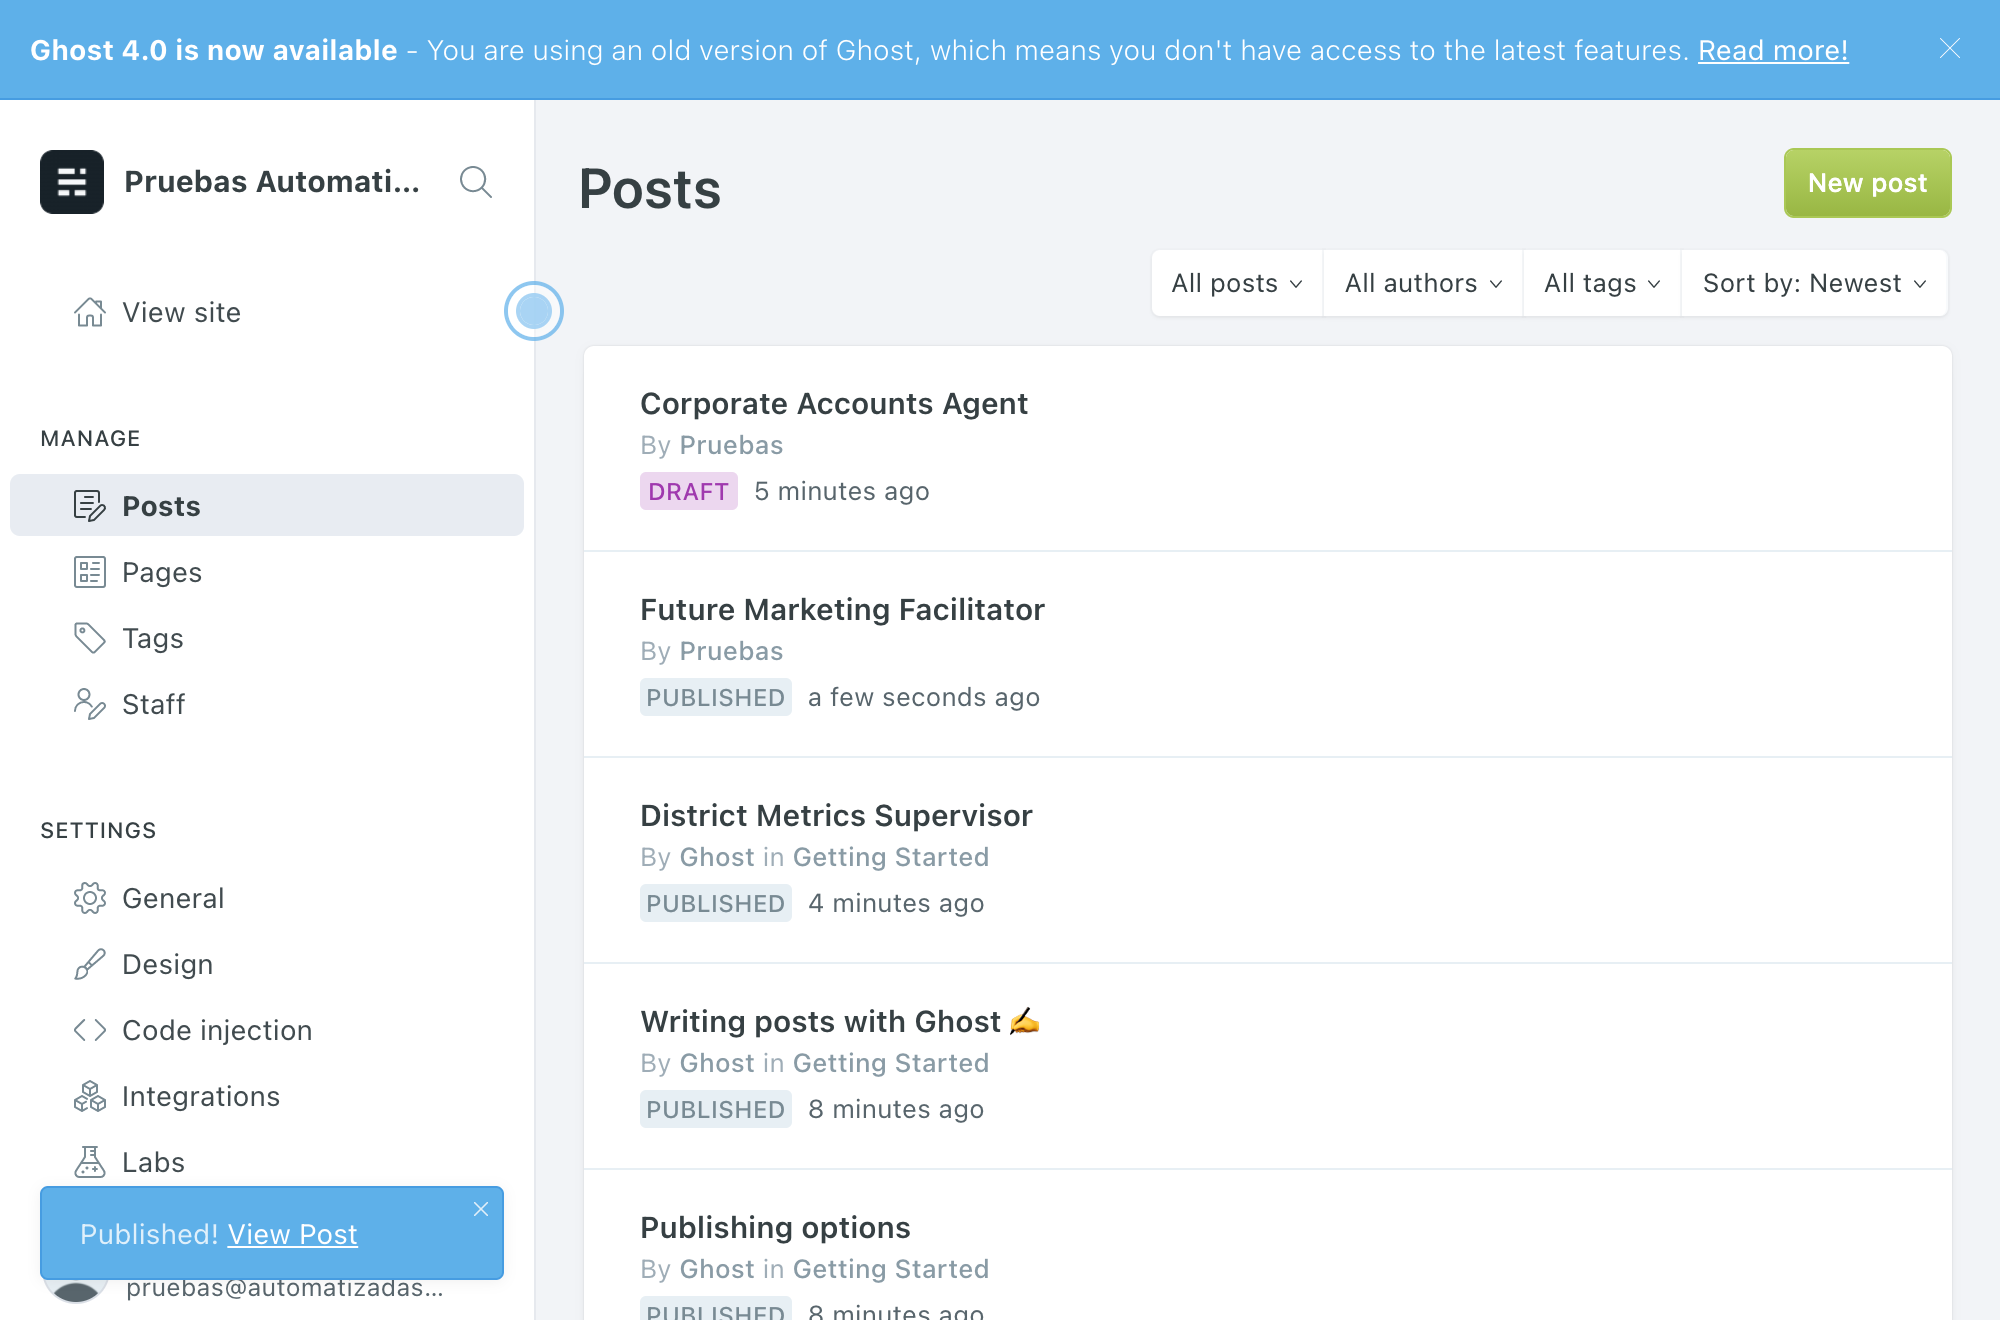 Ghost 4.0 is now available - You are using an old version of Ghost, which means you don't have access to the latest features. Read more!
Pruebas Automati...
View site
MANAGE
Posts
Pages
Tags
Staff
SETTINGS
General
Design
Code injection
Integrations
Labs
Published! View Post
pruebas@automatizadas...
Posts
New post
All posts
All authors
All tags
Sort by: Newest
Corporate Accounts Agent
By Pruebas
DRAFT 5 minutes ago
Future Marketing Facilitator
By Pruebas
PUBLISHED a few seconds ago
District Metrics Supervisor
By Ghost in Getting Started
PUBLISHED 4 minutes ago
Writing posts with Ghost ✍️
By Ghost in Getting Started
PUBLISHED 8 minutes ago
Publishing options
By Ghost in Getting Started
PUBLISHED 8 minutes ago